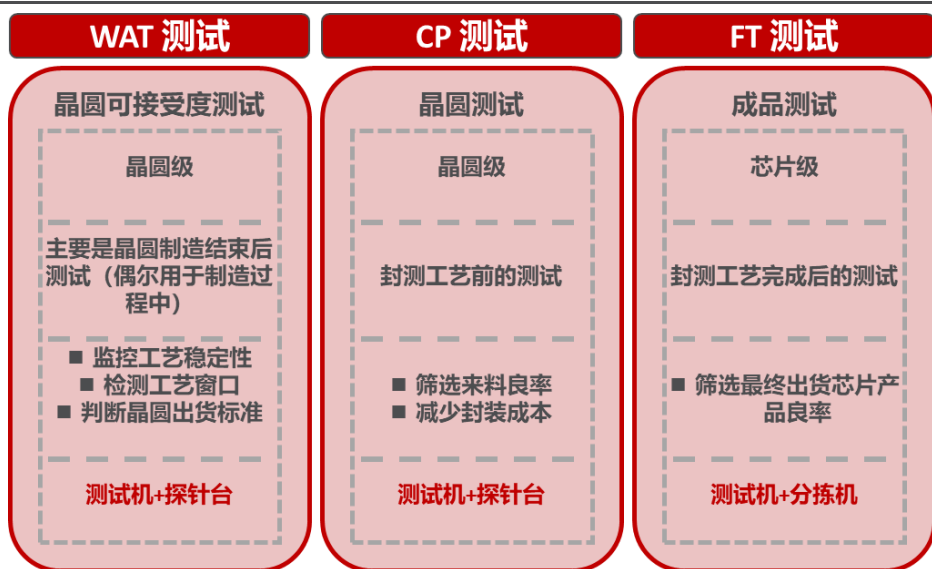 WAT 测试
晶圆可接受度测试
晶圆级
主要是晶圆制造结束后
测试（偶尔用于制造过
程中）
■ 监控工艺稳定性
■ 检测工艺窗口
■ 判断晶圆出货标准
测试机+探针台
CP 测试
晶圆测试
晶圆级
封测工艺前的测试
■ 筛选来料良率
■ 减少封装成本
测试机+探针台
FT 测试
成品测试
芯片级
封测工艺完成后的测试
■ 筛选最终出货芯片产
品良率
测试机+分拣机